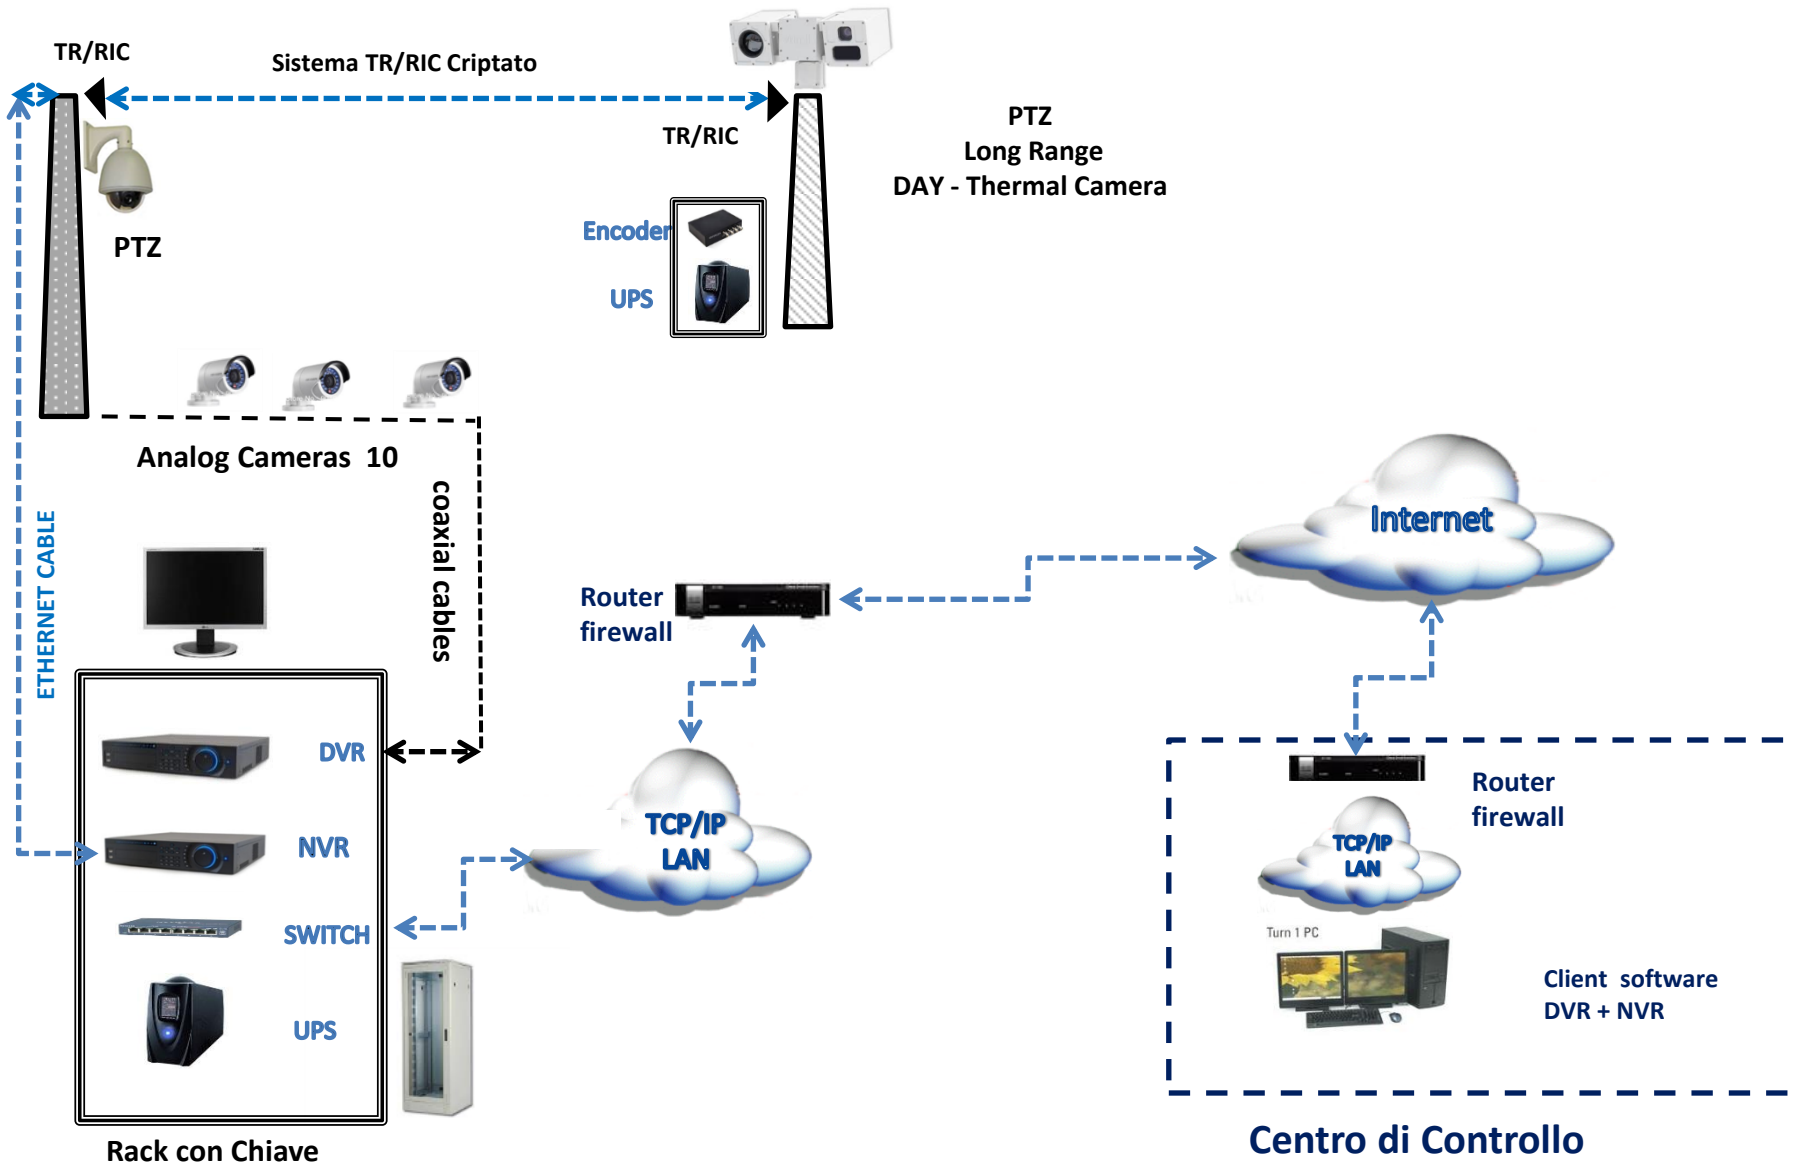 TR/RIC
Sistema TR/RIC Criptato
TR/RIC
PTZ
Long Range
DAY - Thermal Camera
PTZ
Encoder
UPS
Analog Cameras 10
coaxial cables
ETHERNET CABLE
Internet
Router
firewall
DVR
NVR
SWITCH
UPS
TCP/IP
LAN
Router
firewall
TCP/IP
LAN
Turn 1 PC
Client software
DVR + NVR
Rack con Chiave
Centro di Controllo